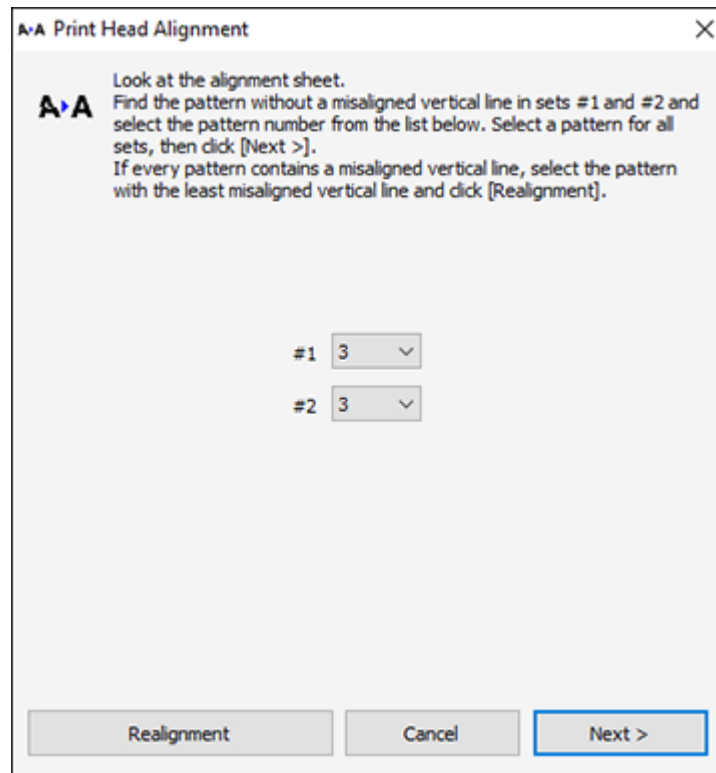 A▸A Print Head Alignment
A▸A
Look at the alignment sheet.
Find the pattern without a misaligned vertical line in sets #1 and #2 and
select the pattern number from the list below. Select a pattern for all
sets, then click [Next >].
If every pattern contains a misaligned vertical line, select the pattern
with the least misaligned vertical line and click [Realignment].
#1 3
#2 3
Realignment Cancel Next >